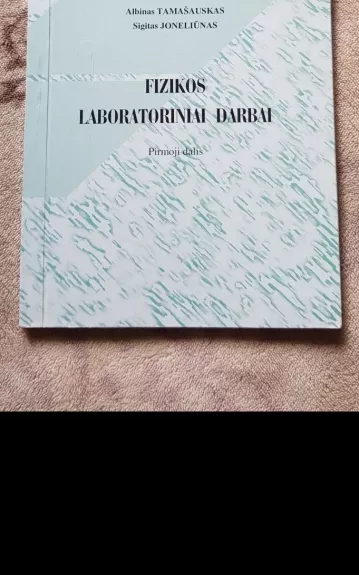 Albinas TAMAŠAUSKAS
Sigitas JONELIŪNAS
FIZIKOS
LABORATORINIAI DARBAI
Pirmoji dalis